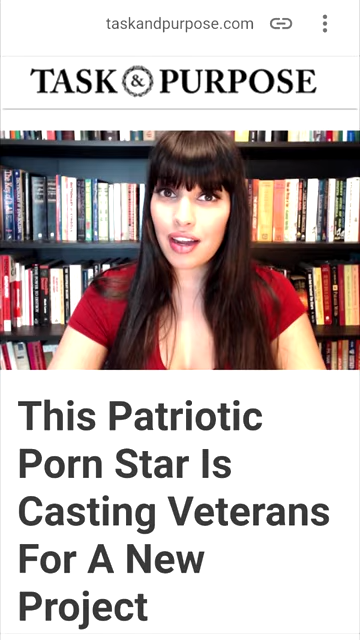 taskandpurpose.com
TASK & PURPOSE
This Patriotic
Porn Star Is
Casting Veterans
For A New
Project